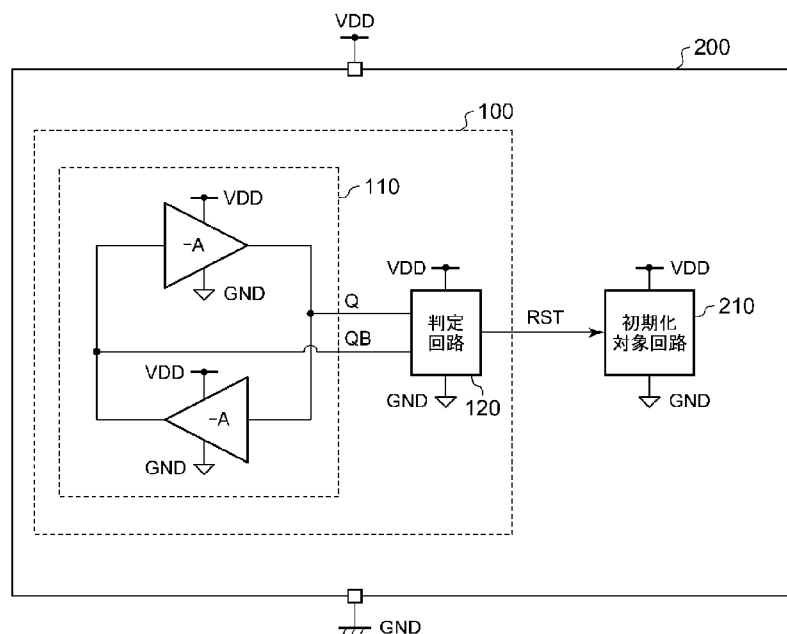 VDD
200
100
110
VDD
-A
GND
Q
QB
VDD
-A
GND
VDD
判定
回路
GND
120
RST
VDD
210
初期化
対象回路
GND
GND